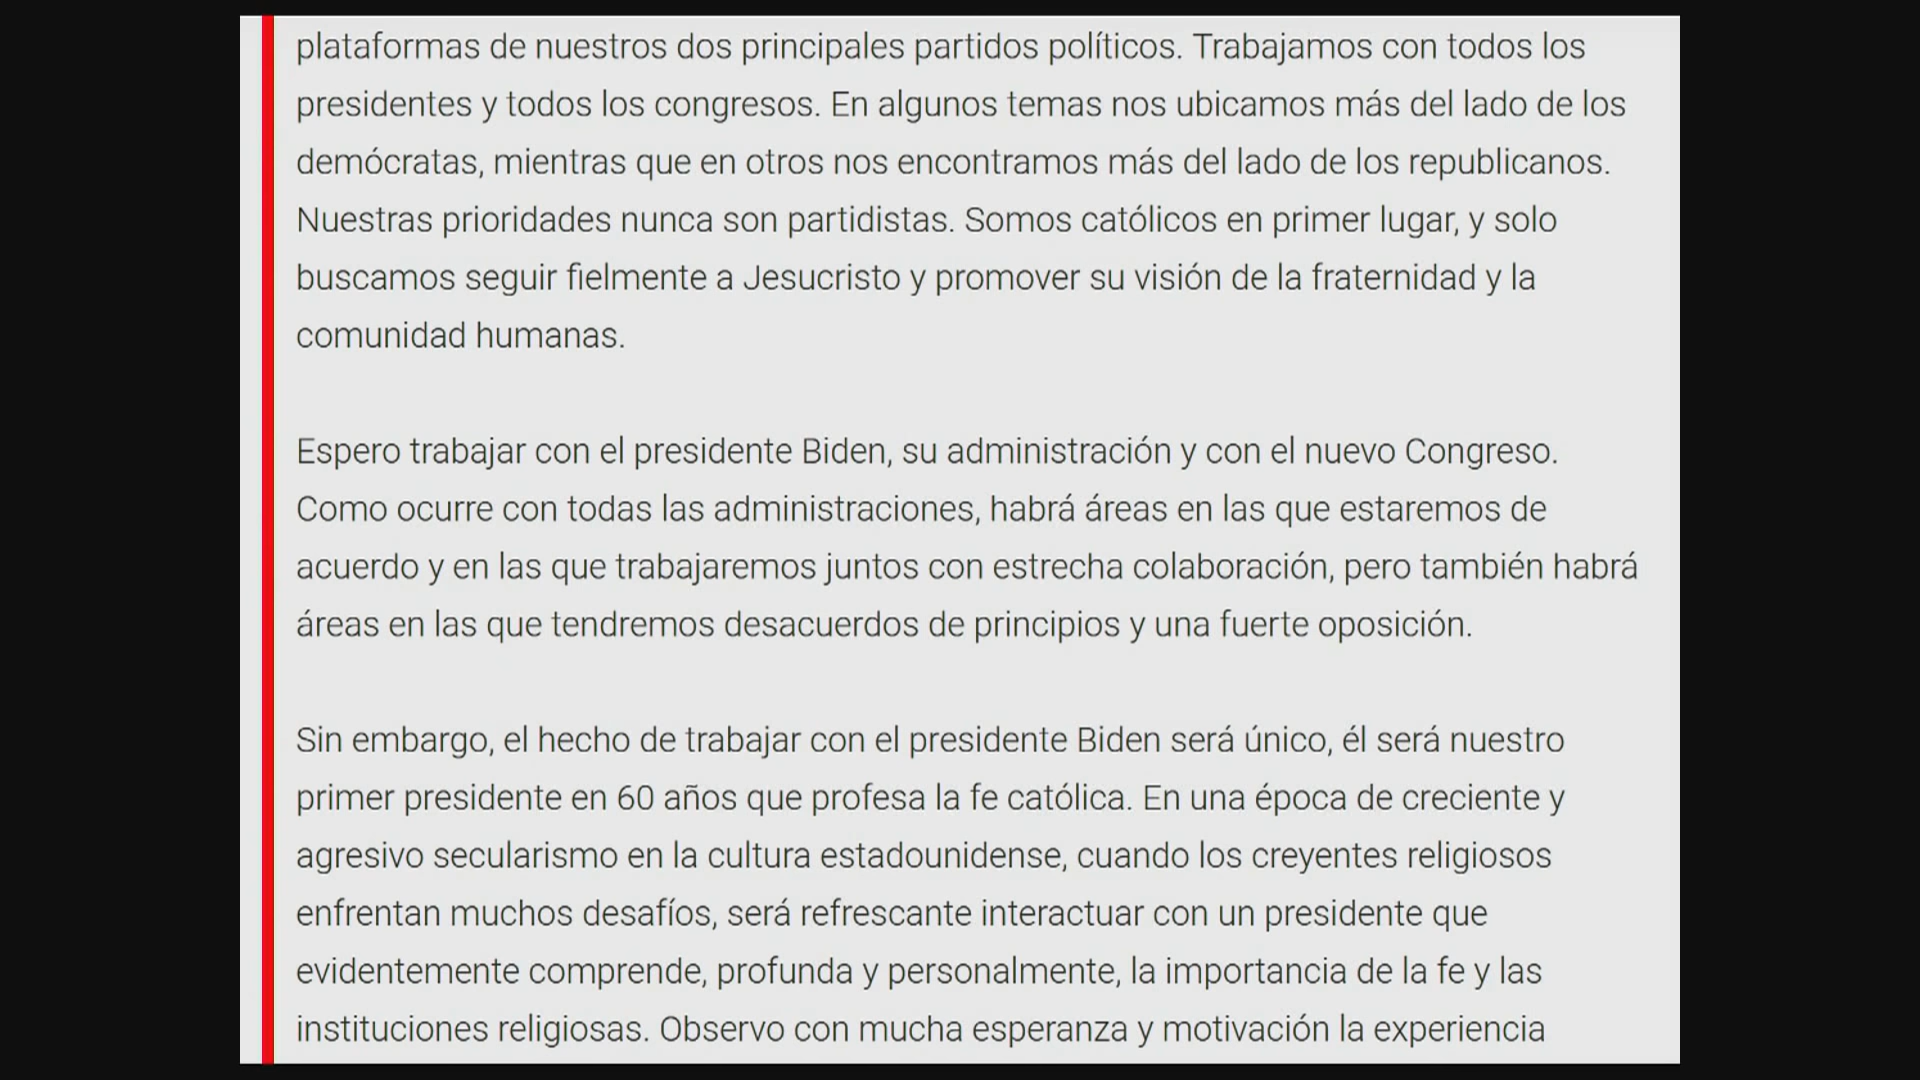 plataformas de nuestros dos principales partidos políticos. Trabajamos con todos los
presidentes y todos los congresos. En algunos temas nos ubicamos más del lado de los
demócratas, mientras que en otros nos encontramos más del lado de los republicanos.
Nuestras prioridades nunca son partidistas. Somos católicos en primer lugar, y solo
buscamos seguir fielmente a Jesucristo y promover su visión de la fraternidad y la
comunidad humanas.
Espero trabajar con el presidente Biden, su administración y con el nuevo Congreso.
Como ocurre con todas las administraciones, habrá áreas en las que estaremos de
acuerdo y en las que trabajaremos juntos con estrecha colaboración, pero también habrá
áreas en las que tendremos desacuerdos de principios y una fuerte oposición.
Sin embargo, el hecho de trabajar con el presidente Biden será único, él será nuestro
primer presidente en 60 años que profesa la fe católica. En una época de creciente y
agresivo secularismo en la cultura estadounidense, cuando los creyentes religiosos
enfrentan muchos desafíos, será refrescante interactuar con un presidente que
evidentemente comprende, profunda y personalmente, la importancia de la fe y las
instituciones religiosas. Observo con mucha esperanza y motivación la experiencia